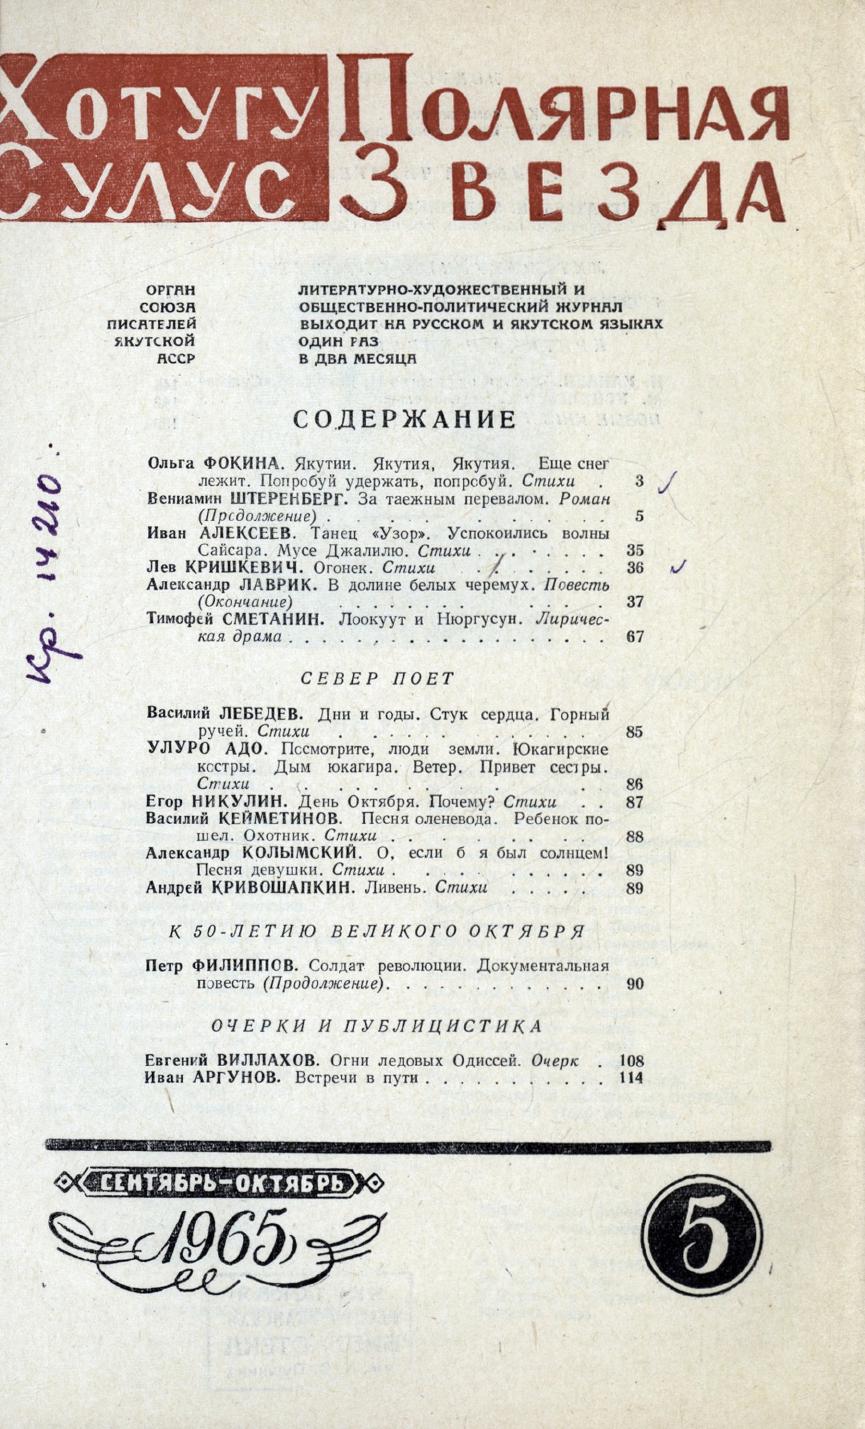 Хотугу Сулус
Полярная Звезда
ОРГАН
СОЮЗА
ПИСАТЕЛЕЙ
ЯКУТСКОЙ
АССР
ЛИТЕРАТУРНО-ХУДОЖЕСТВЕННЫЙ И
ОБЩЕСТВЕННО-ПОЛИТИЧЕСКИЙ ЖУРНАЛ
ВЫХОДИТ НА РУССКОМ И ЯКУТСКОМ ЯЗЫКАХ
ОДИН РАЗ
В ДВА МЕСЯЦА
СОДЕРЖАНИЕ
Ольга ФОКИНА. Якутии. Якутия, Якутия. Еще снег
лежит. Попробуй удержать, попробуй. Стихи . 3
Вениамин ШТЕРЕНБЕРГ. За таежным перевалом. Роман
(Продолжение) . . . . . . . . . . 5
Иван АЛЕКСЕЕВ. Танец «Узор». Успокоились волны
Сайсара. Мусе Джалилю. Стихи . . . . . . . . 35
Лев КРИШКЕВИЧ. Огонек. Стихи . . . . . . . . 36
Александр ЛАВРИК. В долине белых черемух. Повесть
(Окончание) . . . . . . . . . . . . 37
Тимофей СМЕТАНИН. Лоокуут и Нюргусун. Лиричес-
кая драма . . . . . . . . . . . . . . . . . 67
СЕВЕР ПОЕТ
Василий ЛЕБЕДЕВ. Дни и годы. Стук сердца. Горный
ручей. Стихи . . . . . . . . . . 85
УЛУРО АДО. Посмотрите, люди земли. Юкагирские
костры. Дым юкагира. Ветер. Привет сестры.
Стихи . . . . . . . . . . . . 86
Егор НИКУЛИН. День Октября. Почему? Стихи . . 87
Василий КЕЙМЕТИНОВ. Песня оленевода. Ребенок по-
шел. Охотник. Стихи . . . . . . . . 88
Александр КОЛЫМСКИЙ. О, если б я был солнцем!
Песня девушки. Стихи . . . . . . . . . . . 89
Андрей КРИВОШАПКИН. Ливень. Стихи . . . . . 89
К 50-ЛЕТИЮ ВЕЛИКОГО ОКТЯБРЯ
Петр ФИЛИППОВ. Солдат революции. Документальная
повесть (Продолжение). . . . . . . . . . . . 90
ОЧЕРКИ И ПУБЛИЦИСТИКА
Евгений ВИЛЛАХОВ. Огни ледовых Одиссей. Очерк . 108
Иван АРГУНОВ. Встречи в пути . . . . . . . . . . . 114
СЕНТЯБРЬ-ОКТЯБРЬ
1965
5
Кр. 14210.